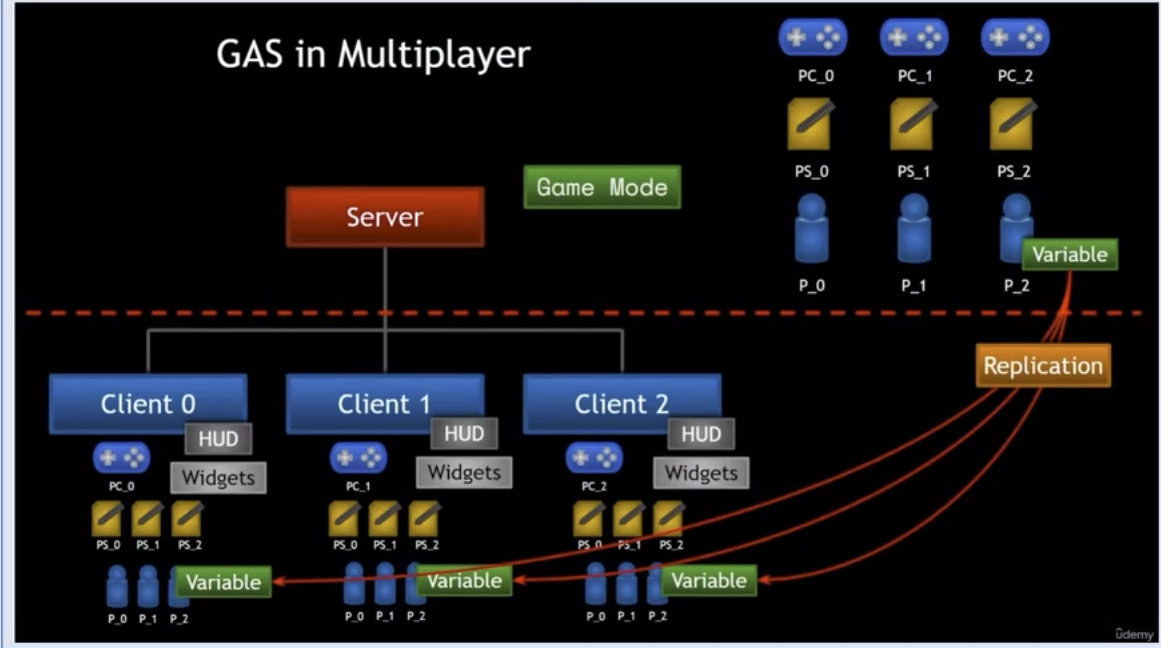 GAS in Multiplayer
PC_0 PC_1 PC_2
PS_0 PS_1 PS_2
Game Mode
Server
Variable
P_0 P_1 P_2
Replication
Client 0 Client 1 Client 2
HUD HUD HUD
Widgets Widgets Widgets
PC_0 PC_1 PC_2
PS_0 PS_1 PS_2 PS_0 PS_1 PS_2 PS_0 PS_1 PS_2
Variable Variable Variable
P_0 P_1 P_2 P_0 P_1 P_2 P_0 P_1 P_2
ûdemy